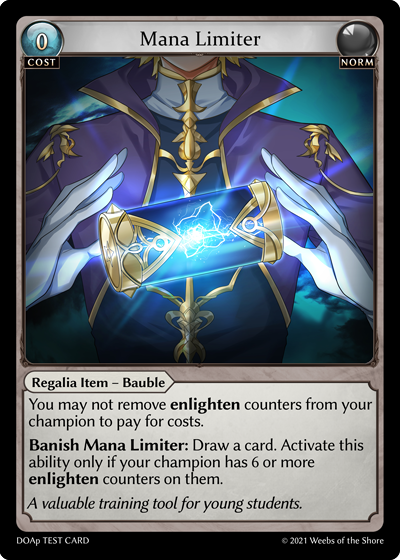 0
Mana Limiter
COST
NORM
Regalia Item – Bauble
You may not remove enlighten counters from your
champion to pay for costs.
Banish Mana Limiter: Draw a card. Activate this
ability only if your champion has 6 or more
enlighten counters on them.
A valuable training tool for young students.
DOAp TEST CARD
© 2021 Weebs of the Shore